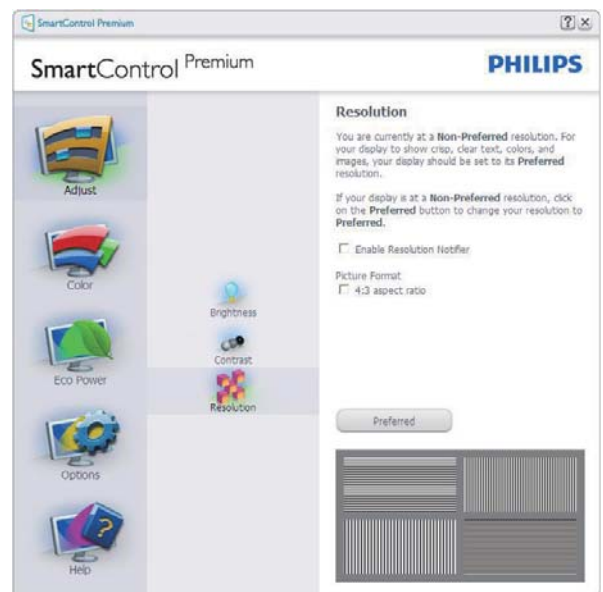 SmartControl Premium
SmartControl Premium
PHILIPS
Adjust
Color
Eco Power
Options
Help
Brightness
Contrast
Resolution
Resolution
You are currently at a Non-Preferred resolution. For
your display to show crisp, clear text, colors, and
images, your display should be set to its Preferred
resolution.
If your display is at a Non-Preferred resolution, click
on the Preferred button to change your resolution to
Preferred.
Enable Resolution Notifier
Picture Format
4:3 aspect ratio
Preferred